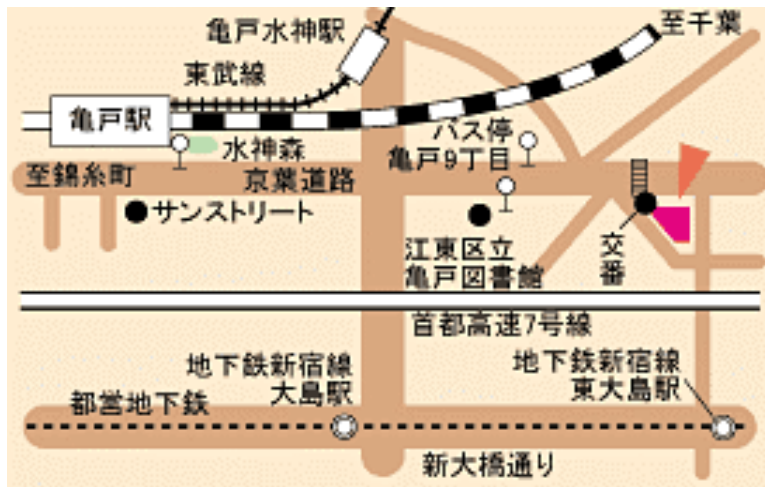 亀戸水神駅
至千葉
東武線
亀戸駅
水神森
バス停
亀戸9丁目
至錦糸町
京葉道路
サンストリート
江東区立
亀戸図書館
交
番
首都高速7号線
地下鉄新宿線
大島駅
地下鉄新宿線
東大島駅
都営地下鉄
新大橋通り